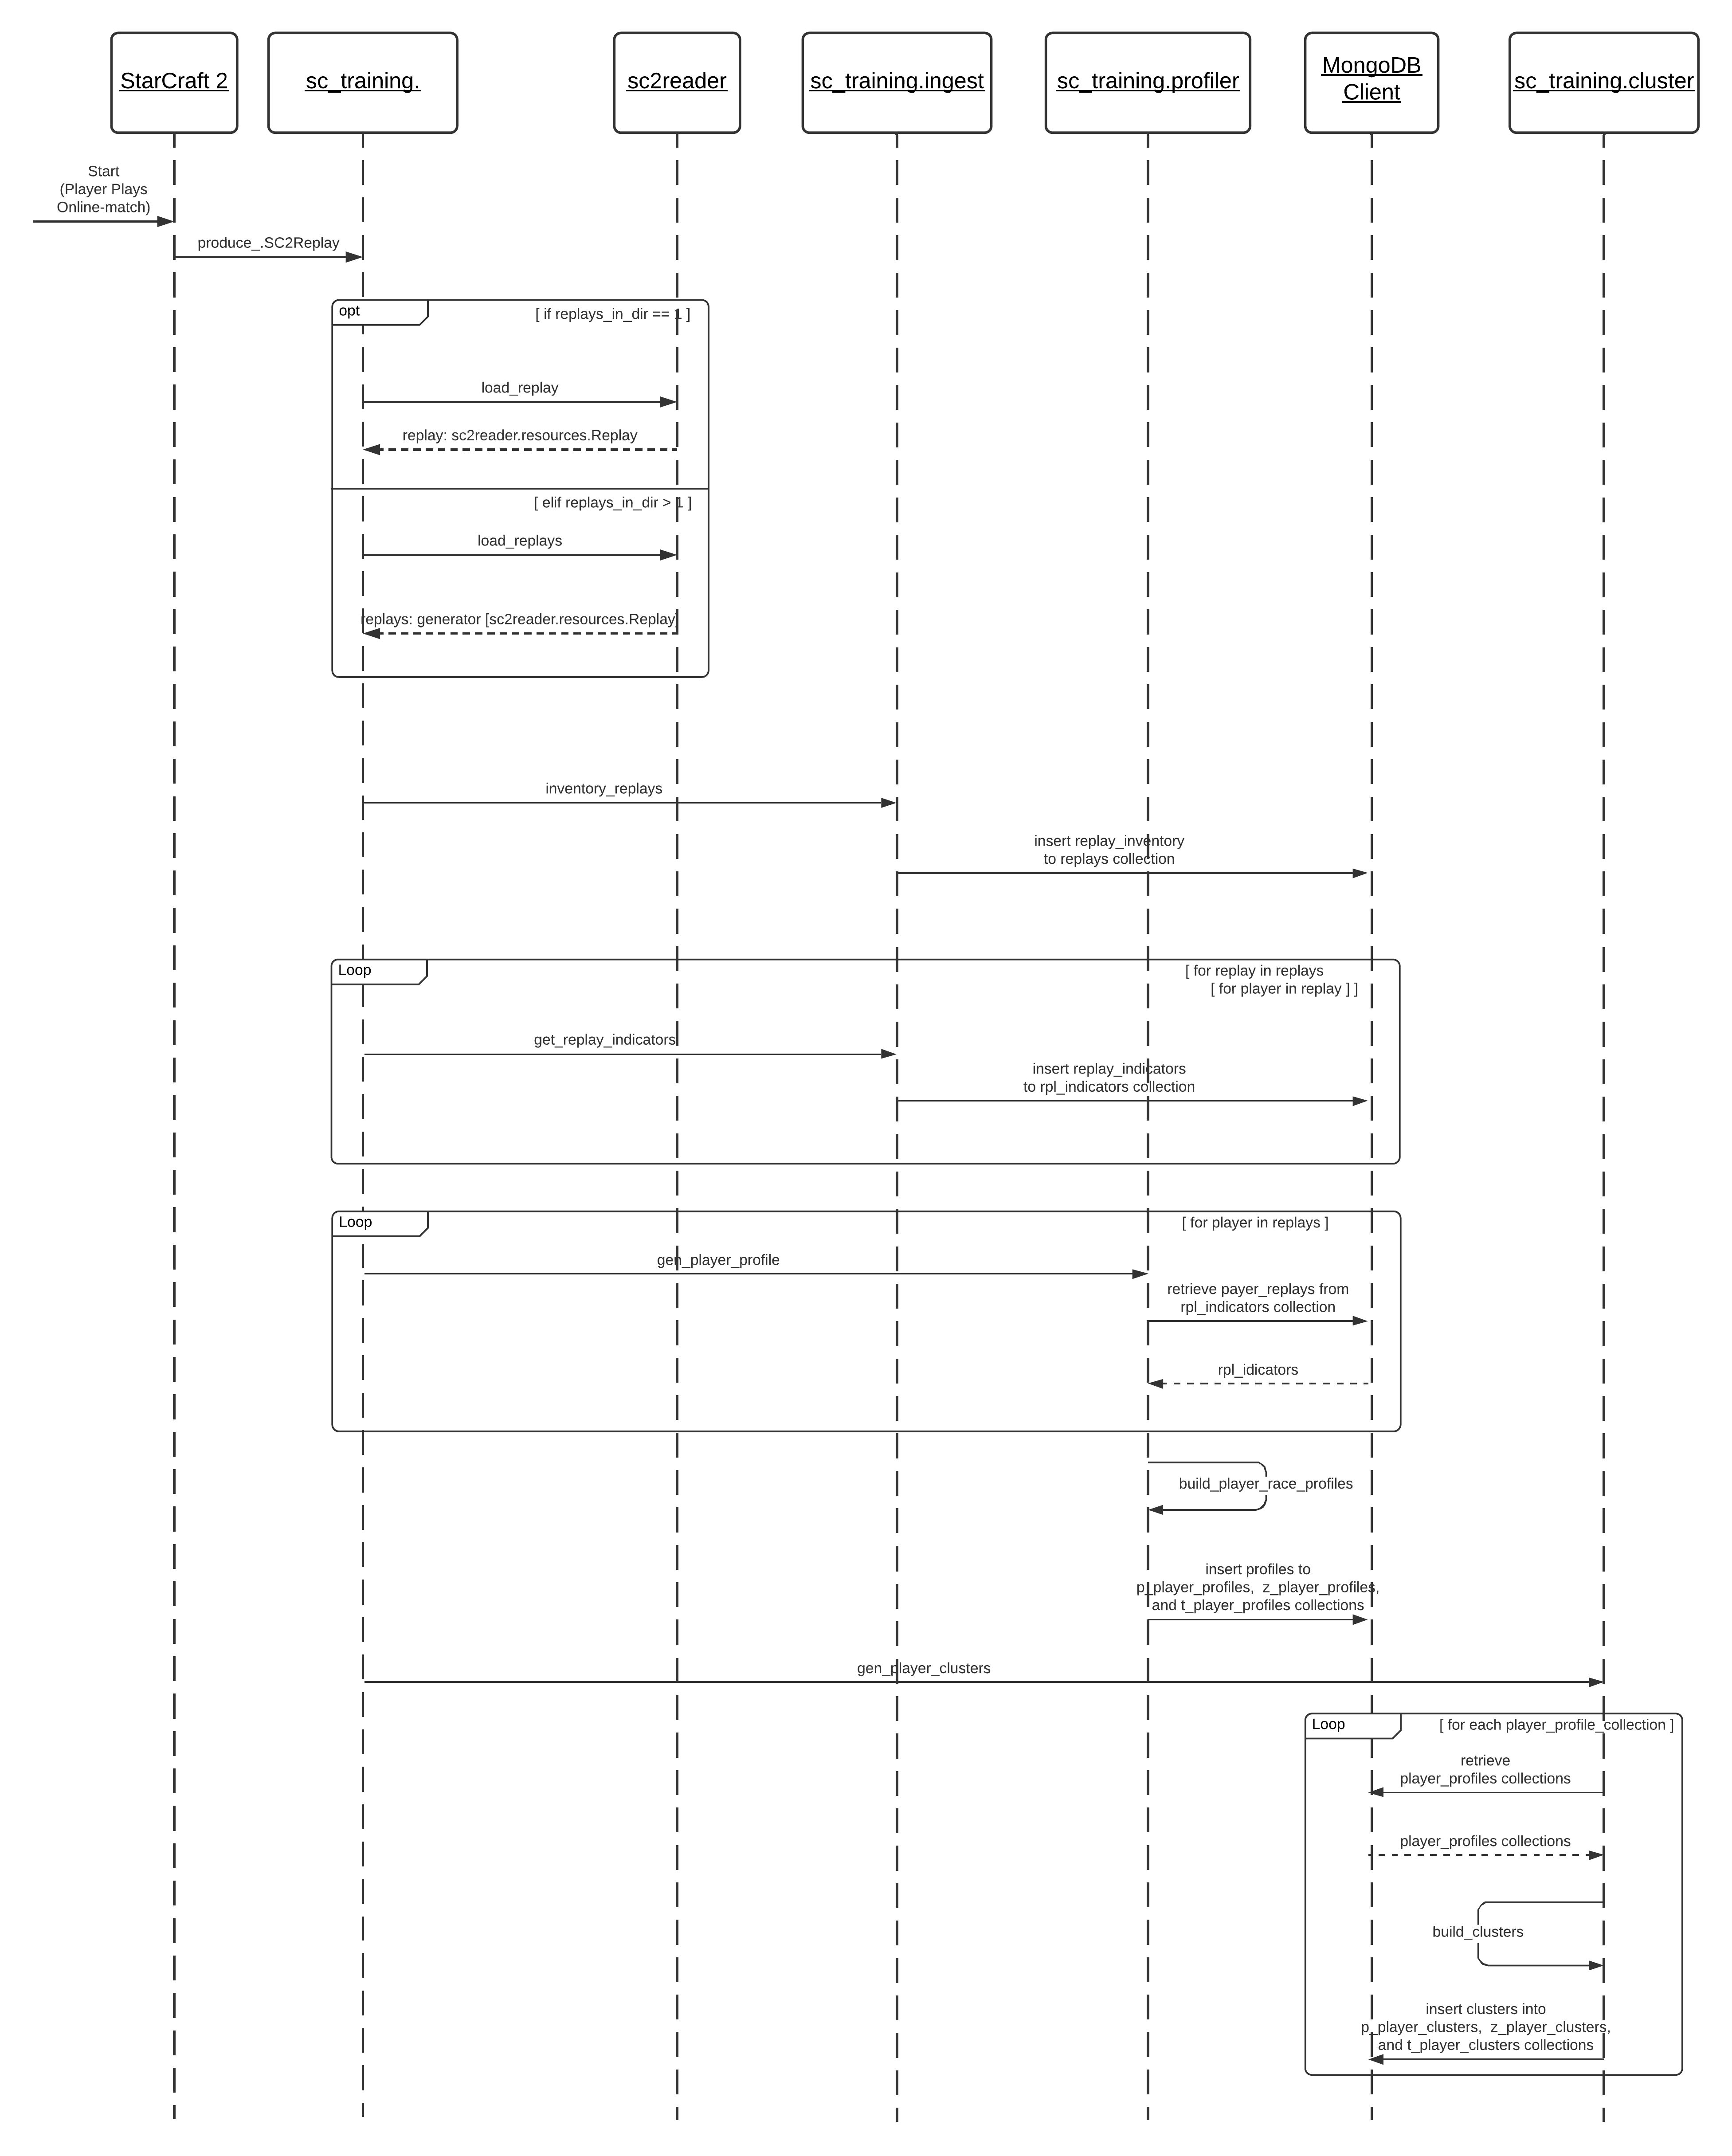 StarCraft 2
sc_training.
sc2reader
sc_training.ingest
sc_training.profiler
MongoDB
Client
sc_training.cluster
Start
(Player Plays
Online-match)
produce_.SC2Replay
opt
[ if replays_in_dir == 1 ]
load_replay
replay: sc2reader.resources.Replay
[ elif replays_in_dir > 1 ]
load_replays
replays: generator [sc2reader.resources.Replay]
inventory_replays
insert replay_inventory
to replays collection
Loop
[ for replay in replays
[ for player in replay ] ]
get_replay_indicators
insert replay_indicators
to rpl_indicators collection
Loop
[ for player in replays ]
gen_player_profile
retrieve payer_replays from
rpl_indicators collection
rpl_idicators
build_player_race_profiles
insert profiles to
p_player_profiles,  z_player_profiles,
and t_player_profiles collections
gen_player_clusters
Loop
[ for each player_profile_collection ]
retrieve
player_profiles collections
player_profiles collections
build_clusters
insert clusters into
p_player_clusters,  z_player_clusters,
and t_player_clusters collections